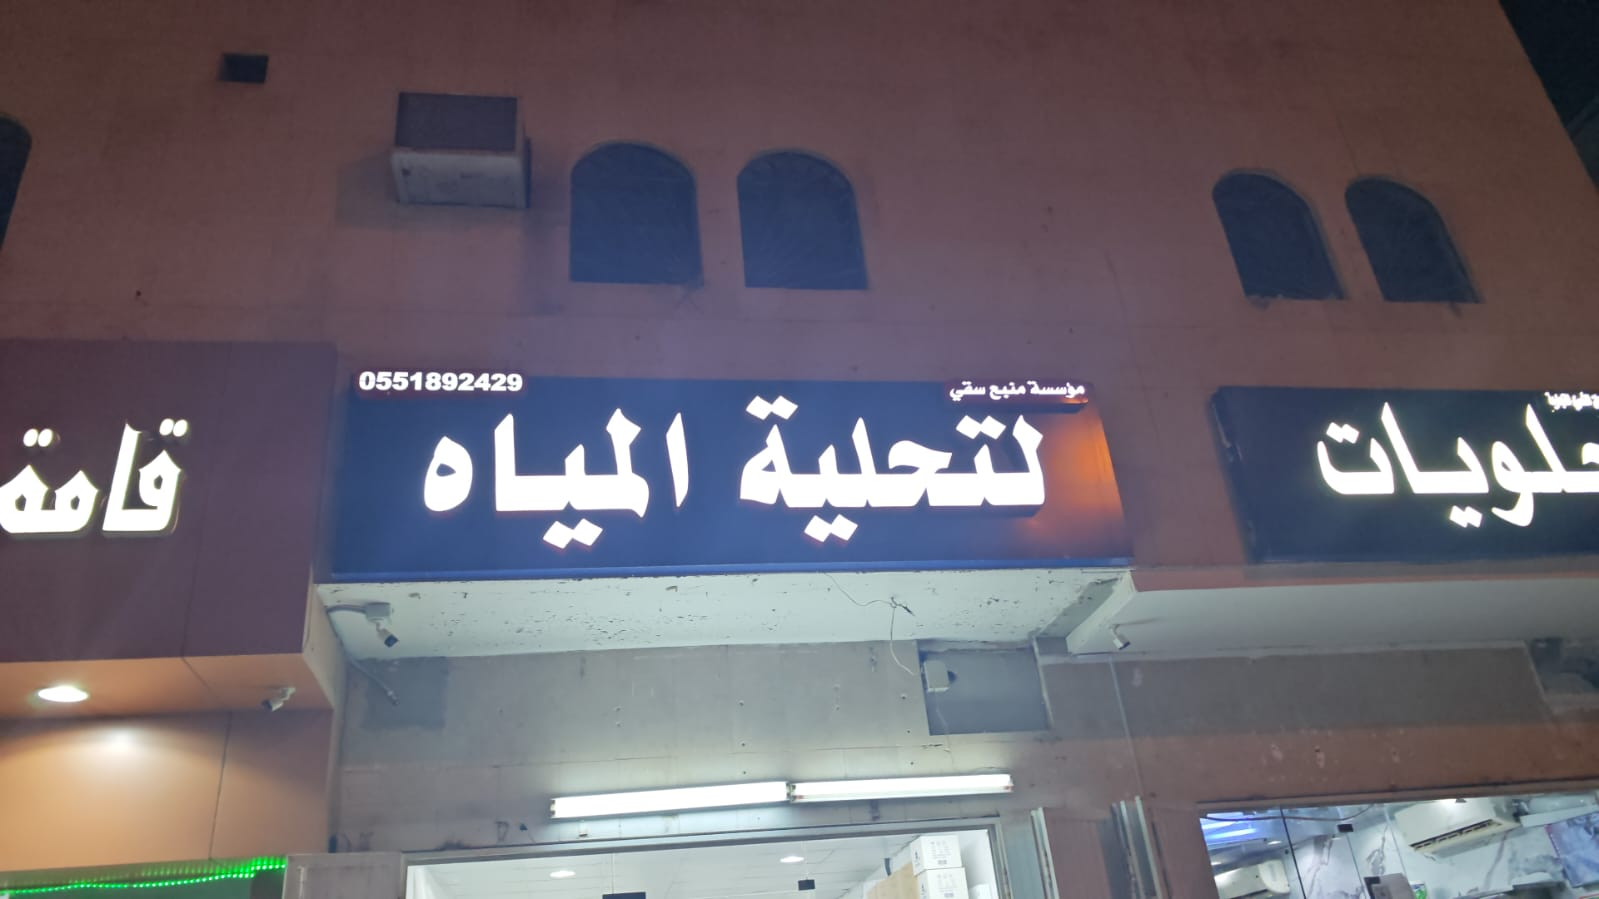 مؤسسة منبع سقي
0551892429
لتحلية المياه
حلويات
قامة